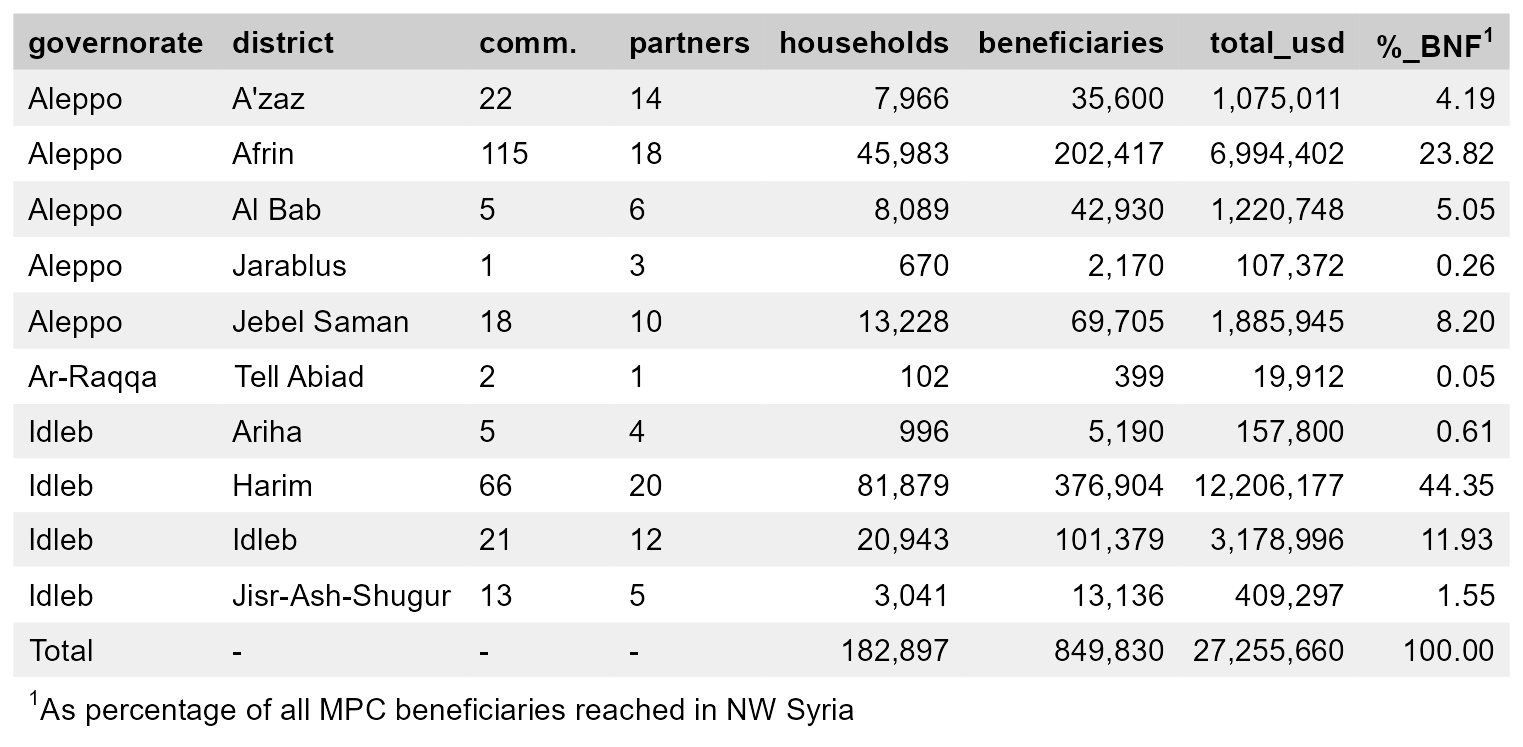 governorate district comm. partners households beneficiaries total_usd %_BNF¹
Aleppo A'zaz 22 14 7,966 35,600 1,075,011 4.19
Aleppo Afrin 115 18 45,983 202,417 6,994,402 23.82
Aleppo Al Bab 5 6 8,089 42,930 1,220,748 5.05
Aleppo Jarablus 1 3 670 2,170 107,372 0.26
Aleppo Jebel Saman 18 10 13,228 69,705 1,885,945 8.20
Ar-Raqqa Tell Abiad 2 1 102 399 19,912 0.05
Idleb Ariha 5 4 996 5,190 157,800 0.61
Idleb Harim 66 20 81,879 376,904 12,206,177 44.35
Idleb Idleb 21 12 20,943 101,379 3,178,996 11.93
Idleb Jisr-Ash-Shugur 13 5 3,041 13,136 409,297 1.55
Total - - - 182,897 849,830 27,255,660 100.00
¹As percentage of all MPC beneficiaries reached in NW Syria